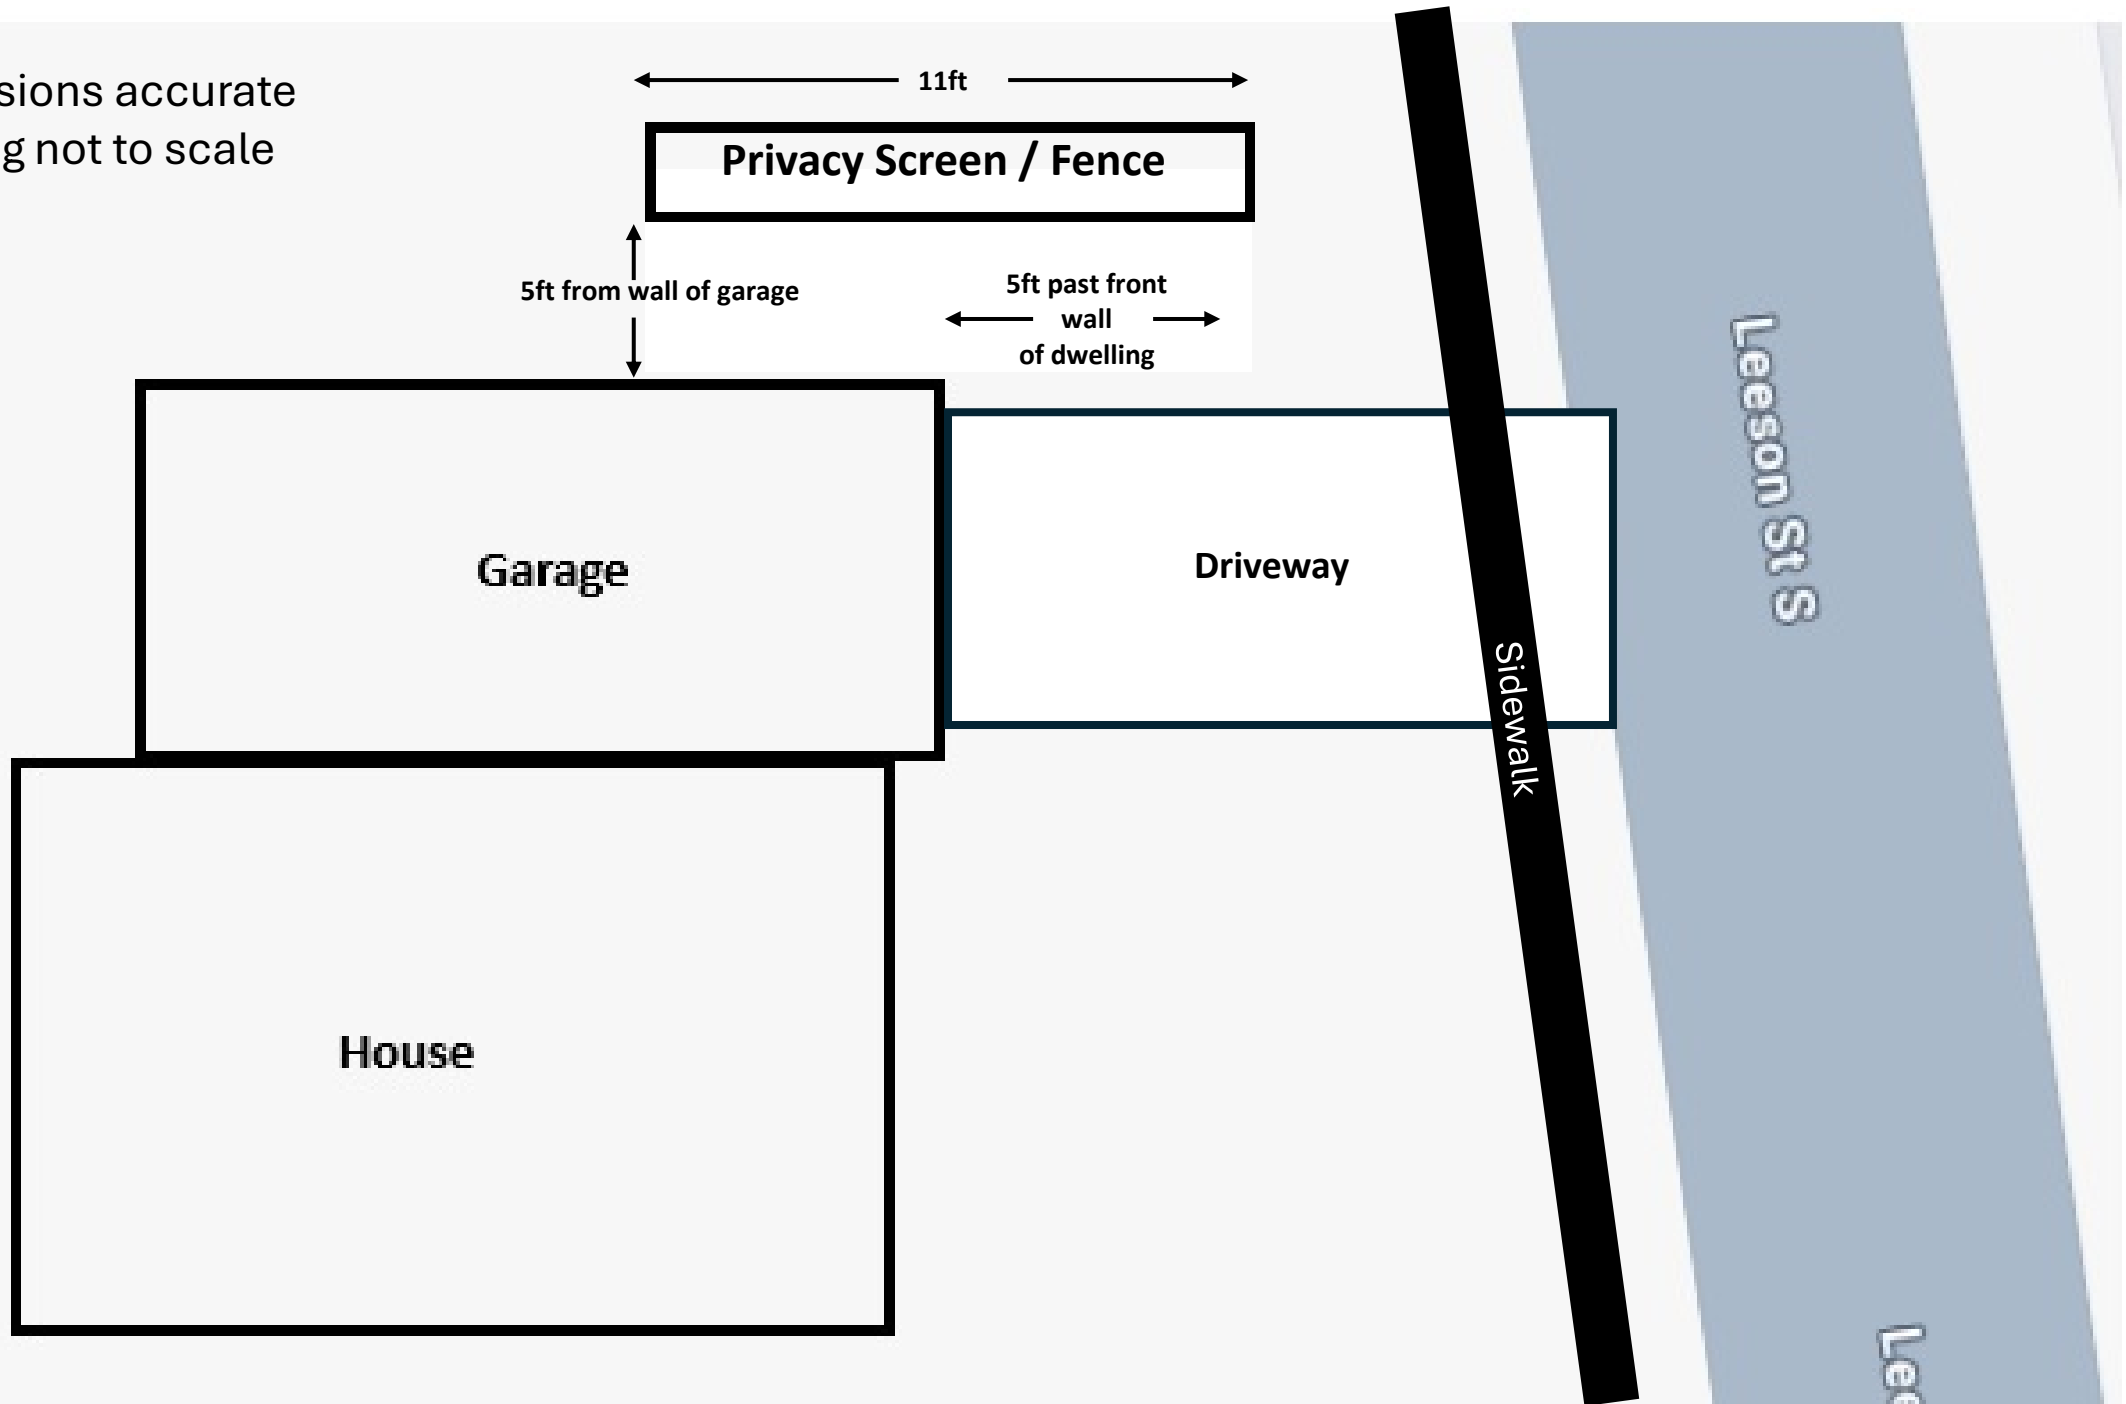 sions accurate
g not to scale
11ft
Privacy Screen / Fence
5ft from wall of garage
5ft past front
wall
of dwelling
Garage
Driveway
Sidewalk
Leeson St S
House
Lee